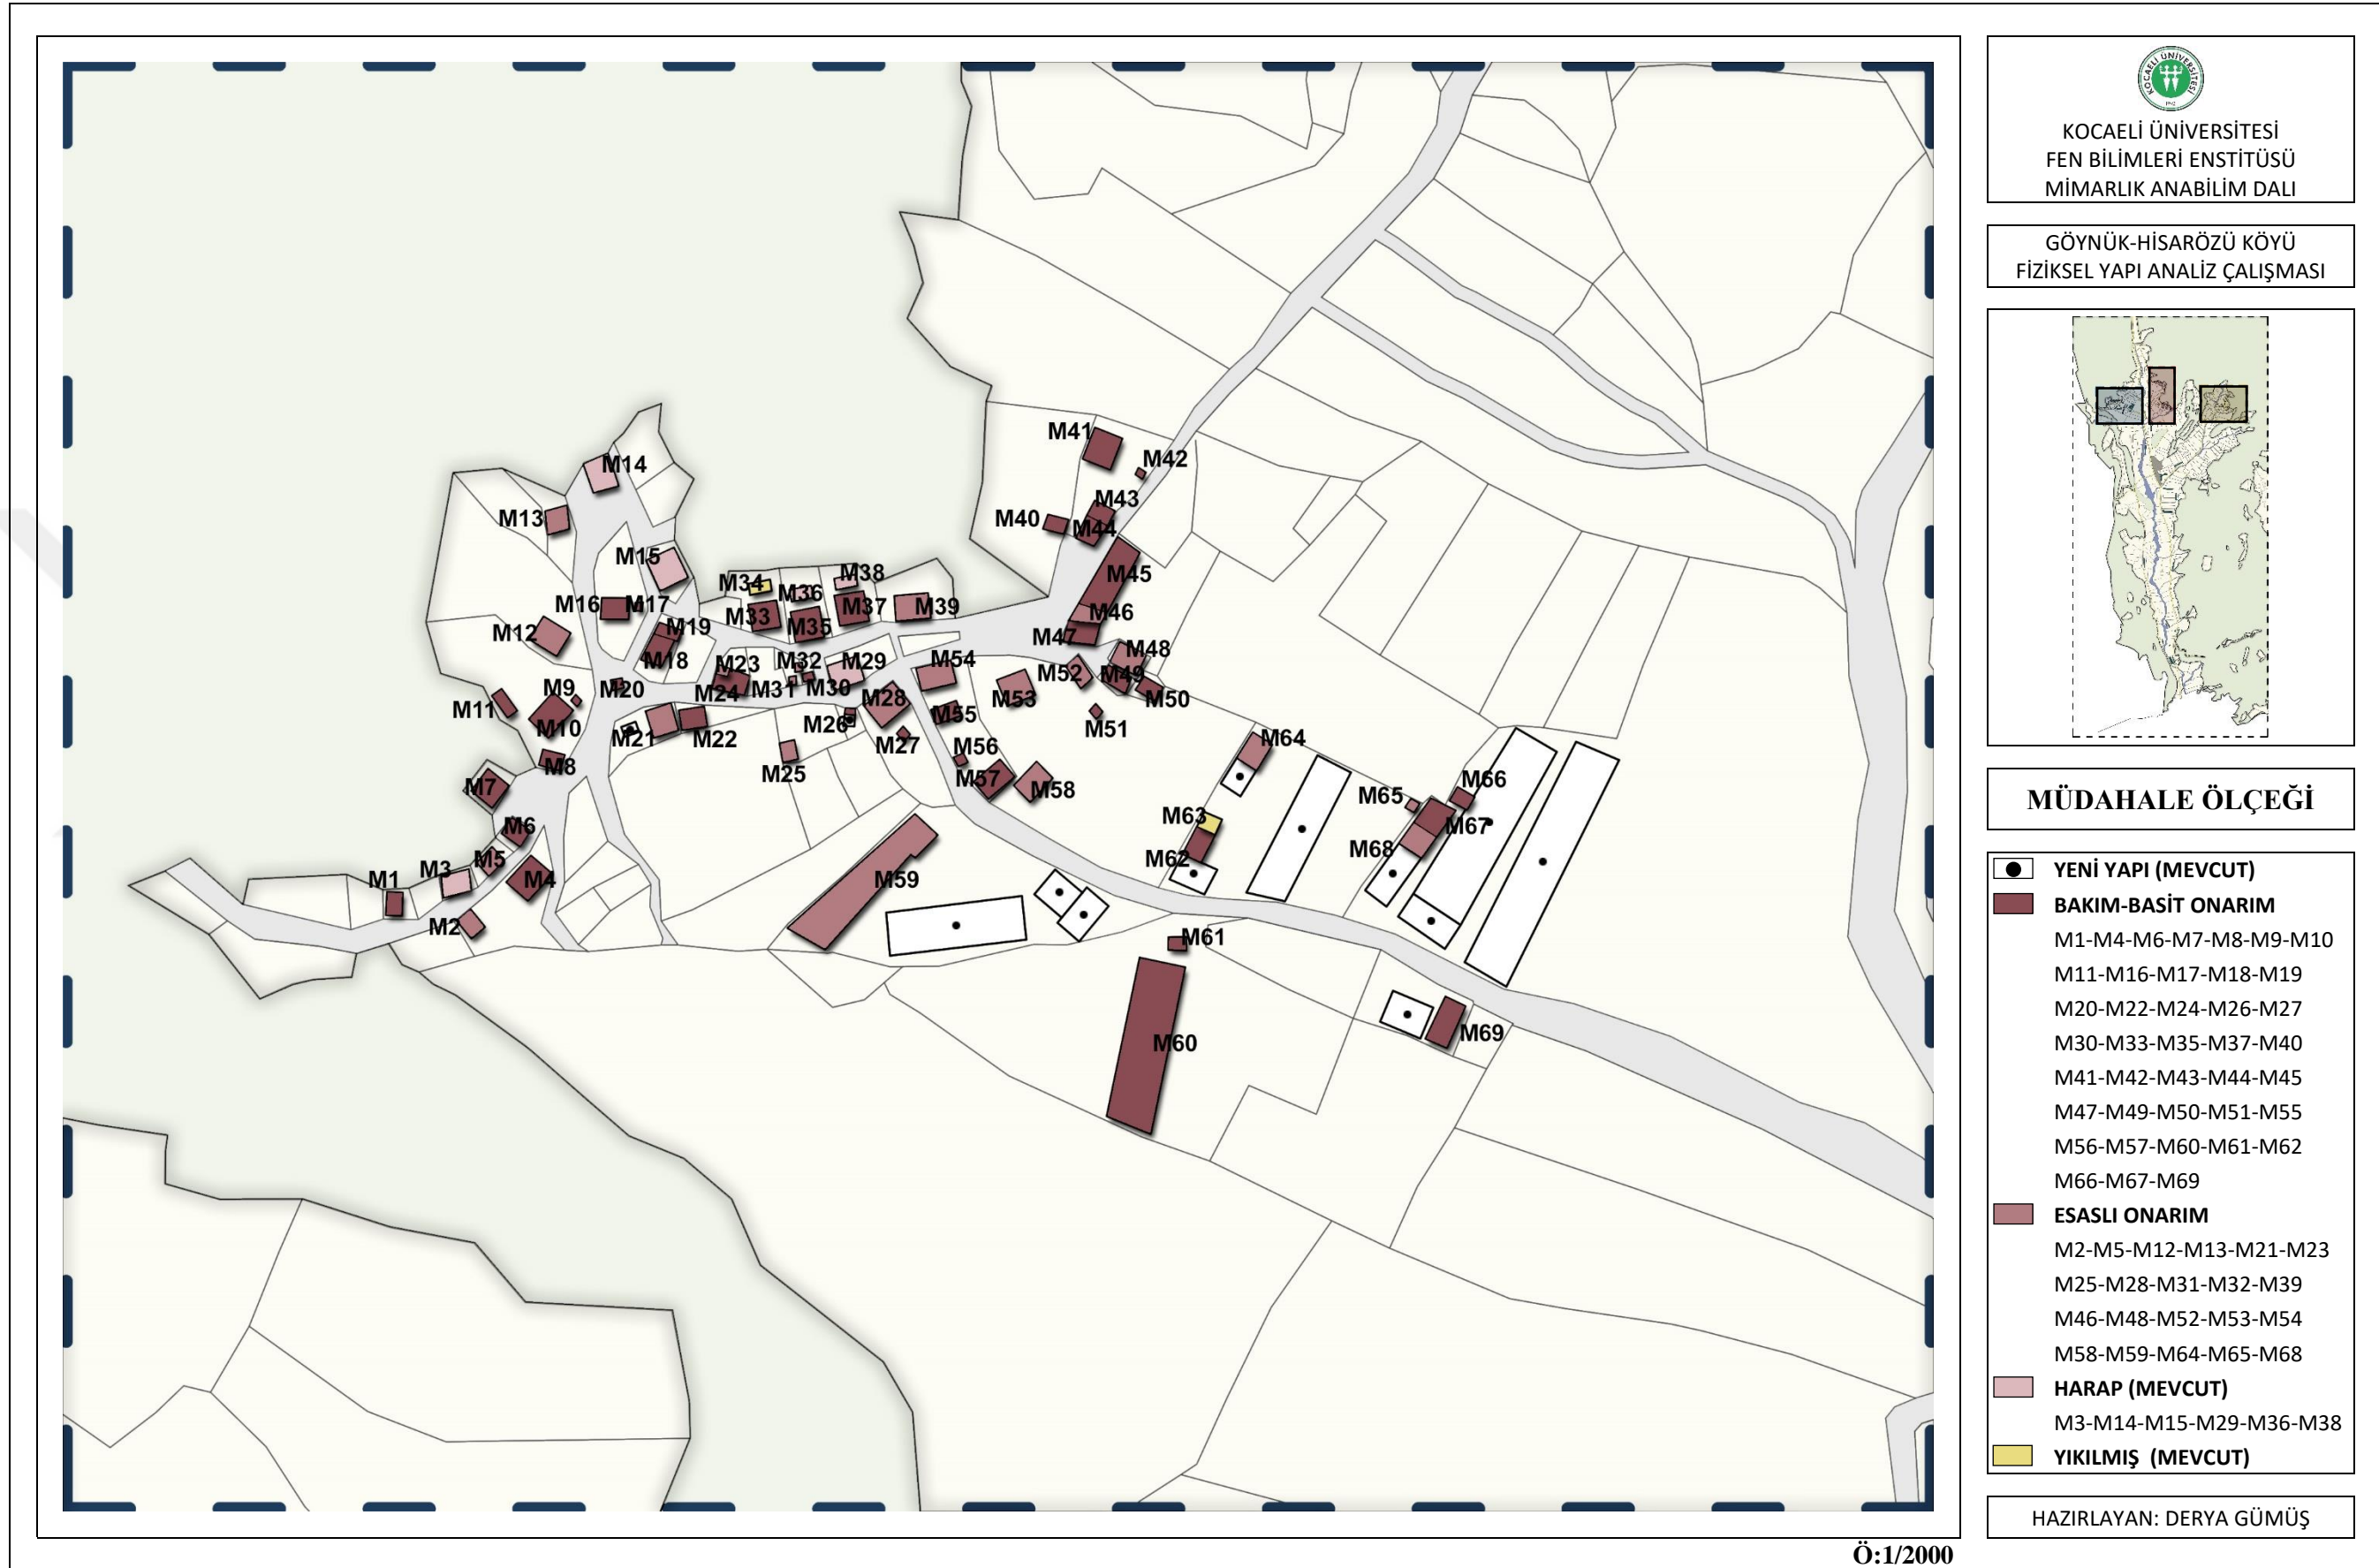 KOCAELİ ÜNİVERSİTESİ
1992
KOCAELİ ÜNİVERSİTESİ
FEN BİLİMLERİ ENSTİTÜSÜ
MİMARLIK ANABİLİM DALI
GÖYNÜK-HİSARÖZÜ KÖYÜ
FİZİKSEL YAPI ANALİZ ÇALIŞMASI
MÜDAHALE ÖLÇEĞİ
YENİ YAPI (MEVCUT)
BAKIM-BASİT ONARIM
M1-M4-M6-M7-M8-M9-M10
M11-M16-M17-M18-M19
M20-M22-M24-M26-M27
M30-M33-M35-M37-M40
M41-M42-M43-M44-M45
M47-M49-M50-M51-M55
M56-M57-M60-M61-M62
M66-M67-M69
ESASLI ONARIM
M2-M5-M12-M13-M21-M23
M25-M28-M31-M32-M39
M46-M48-M52-M53-M54
M58-M59-M64-M65-M68
HARAP (MEVCUT)
M3-M14-M15-M29-M36-M38
YIKILMIŞ (MEVCUT)
HAZIRLAYAN: DERYA GÜMÜŞ
Ö:1/2000
M41
M42
M14
M43
M13
M40
M44
M15
M45
M34
M36
M38
M16
M17
M33
M35
M37
M39
M46
M12
M19
M47
M18
M23
M32
M29
M54
M48
M52
M49
M9
M20
M24
M31
M30
M28
M53
M50
M11
M10
M21
M22
M26
M55
M51
M27
M56
M64
M8
M25
M57
M58
M66
M7
M65
M6
M63
M67
M5
M62
M68
M1
M3
M4
M59
M2
M61
M60
M69